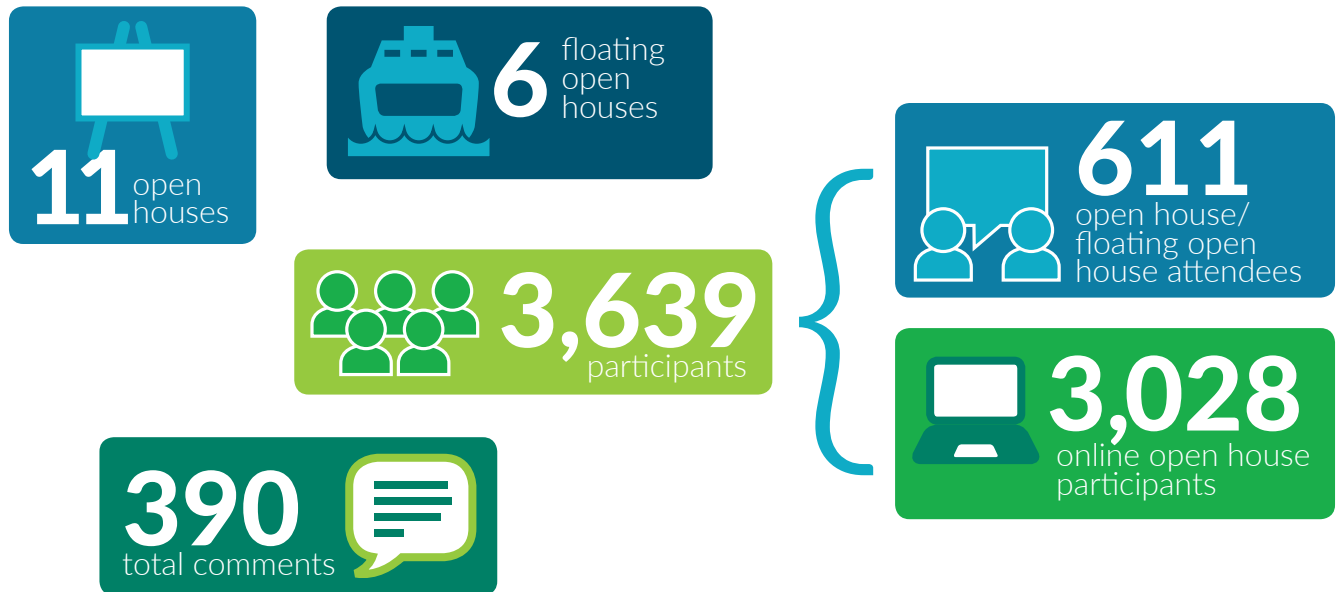 11
open
houses
6
floating
open
houses
3,639
participants
611
open house/
floating open
house attendees
3,028
online open house
participants
390
total comments